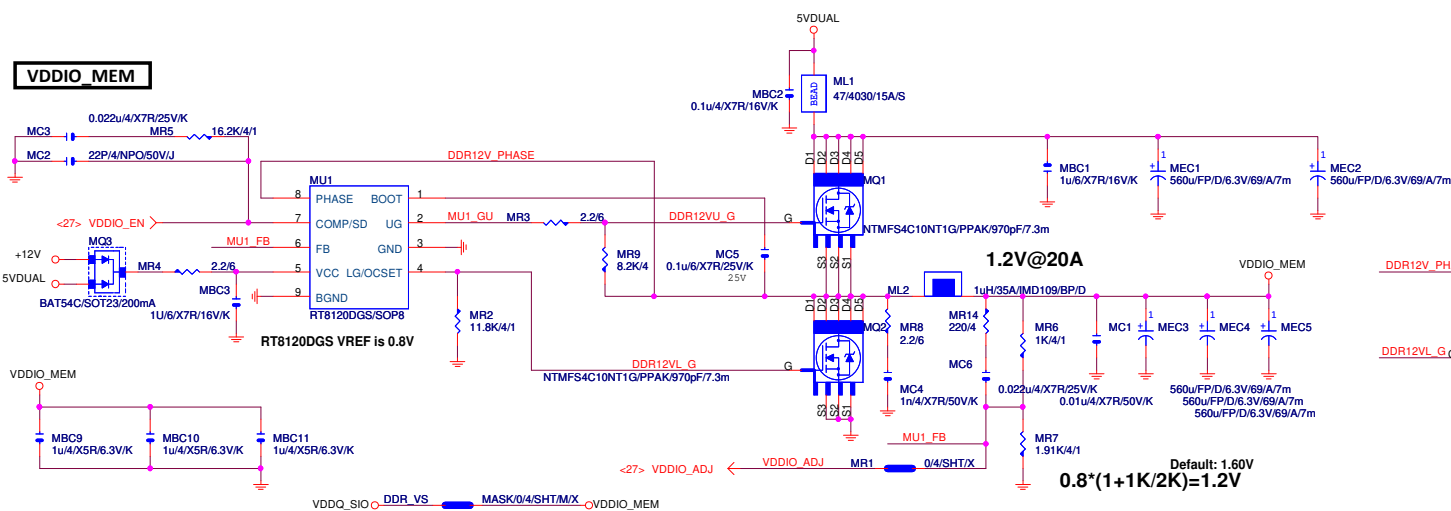 5VDUAL
VDDIO_MEM
MBC2
0.1u/4/X7R/16V/K
BEAD
ML1
47/4030/15A/S
0.022u/4/X7R/25V/K
MC3
MR5
16.2K/4/1
MC2
22P/4/NPO/50V/J
DDR12V_PHASE
D1
D2
D3
D4
D5
MBC1
1u/6/X7R/16V/K
1
MEC1
560u/FP/D/6.3V/69/A/7m
1
MEC2
560u/FP/D/6.3V/69/A/7m
MU1
8 PHASE BOOT 1
7 COMP/SD UG 2
6 FB GND 3
5 VCC LG/OCSET 4
9 BGND
RT8120DGS/SOP8
<27> VDDIO_EN
MU1_FB
MU1_GU
MR3
2.2/6
DDR12VU_G
G
MQ1
NTMFS4C10NT1G/PPAK/970pF/7.3m
S3
S2
S1
+12V
5VDUAL
MQ3
BAT54C/SOT23/200mA
MR4
2.2/6
MBC3
1U/6/X7R/16V/K
MR9
8.2K/4
MC5
0.1u/6/X7R/25V/K
25V
1.2V@20A
VDDIO_MEM
DDR12V_PH
MR2
11.8K/4/1
RT8120DGS VREF is 0.8V
ML2
1uH/35A/IMD109/BP/D
D1
D2
D3
D4
D5
MQ2
MR8
2.2/6
MR14
220/4
MR6
1K/4/1
MC1
1
MEC3
1
MEC4
1
MEC5
DDR12VL_G
G
NTMFS4C10NT1G/PPAK/970pF/7.3m
S3
S2
S1
DDR12VL_G
MC4
1n/4/X7R/50V/K
MC6
0.022u/4/X7R/25V/K
0.01u/4/X7R/50V/K
560u/FP/D/6.3V/69/A/7m
560u/FP/D/6.3V/69/A/7m
560u/FP/D/6.3V/69/A/7m
VDDIO_MEM
MBC9
1u/4/X5R/6.3V/K
MBC10
1u/4/X5R/6.3V/K
MBC11
1u/4/X5R/6.3V/K
MU1_FB
MR7
1.91K/4/1
<27> VDDIO_ADJ
VDDIO_ADJ
MR1
0/4/SHT/X
Default: 1.60V
0.8*(1+1K/2K)=1.2V
VDDQ_SIO
DDR_VS
MASK/0/4/SHT/M/X
VDDIO_MEM